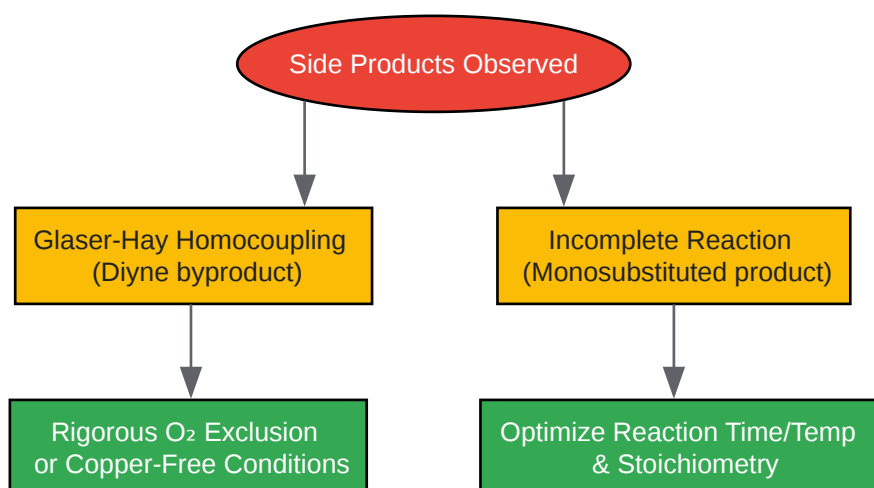 Side Products Observed
Glaser-Hay Homocoupling
(Diyne byproduct)
Incomplete Reaction
(Monosubstituted product)
Rigorous O₂ Exclusion
or Copper-Free Conditions
Optimize Reaction Time/Temp
& Stoichiometry